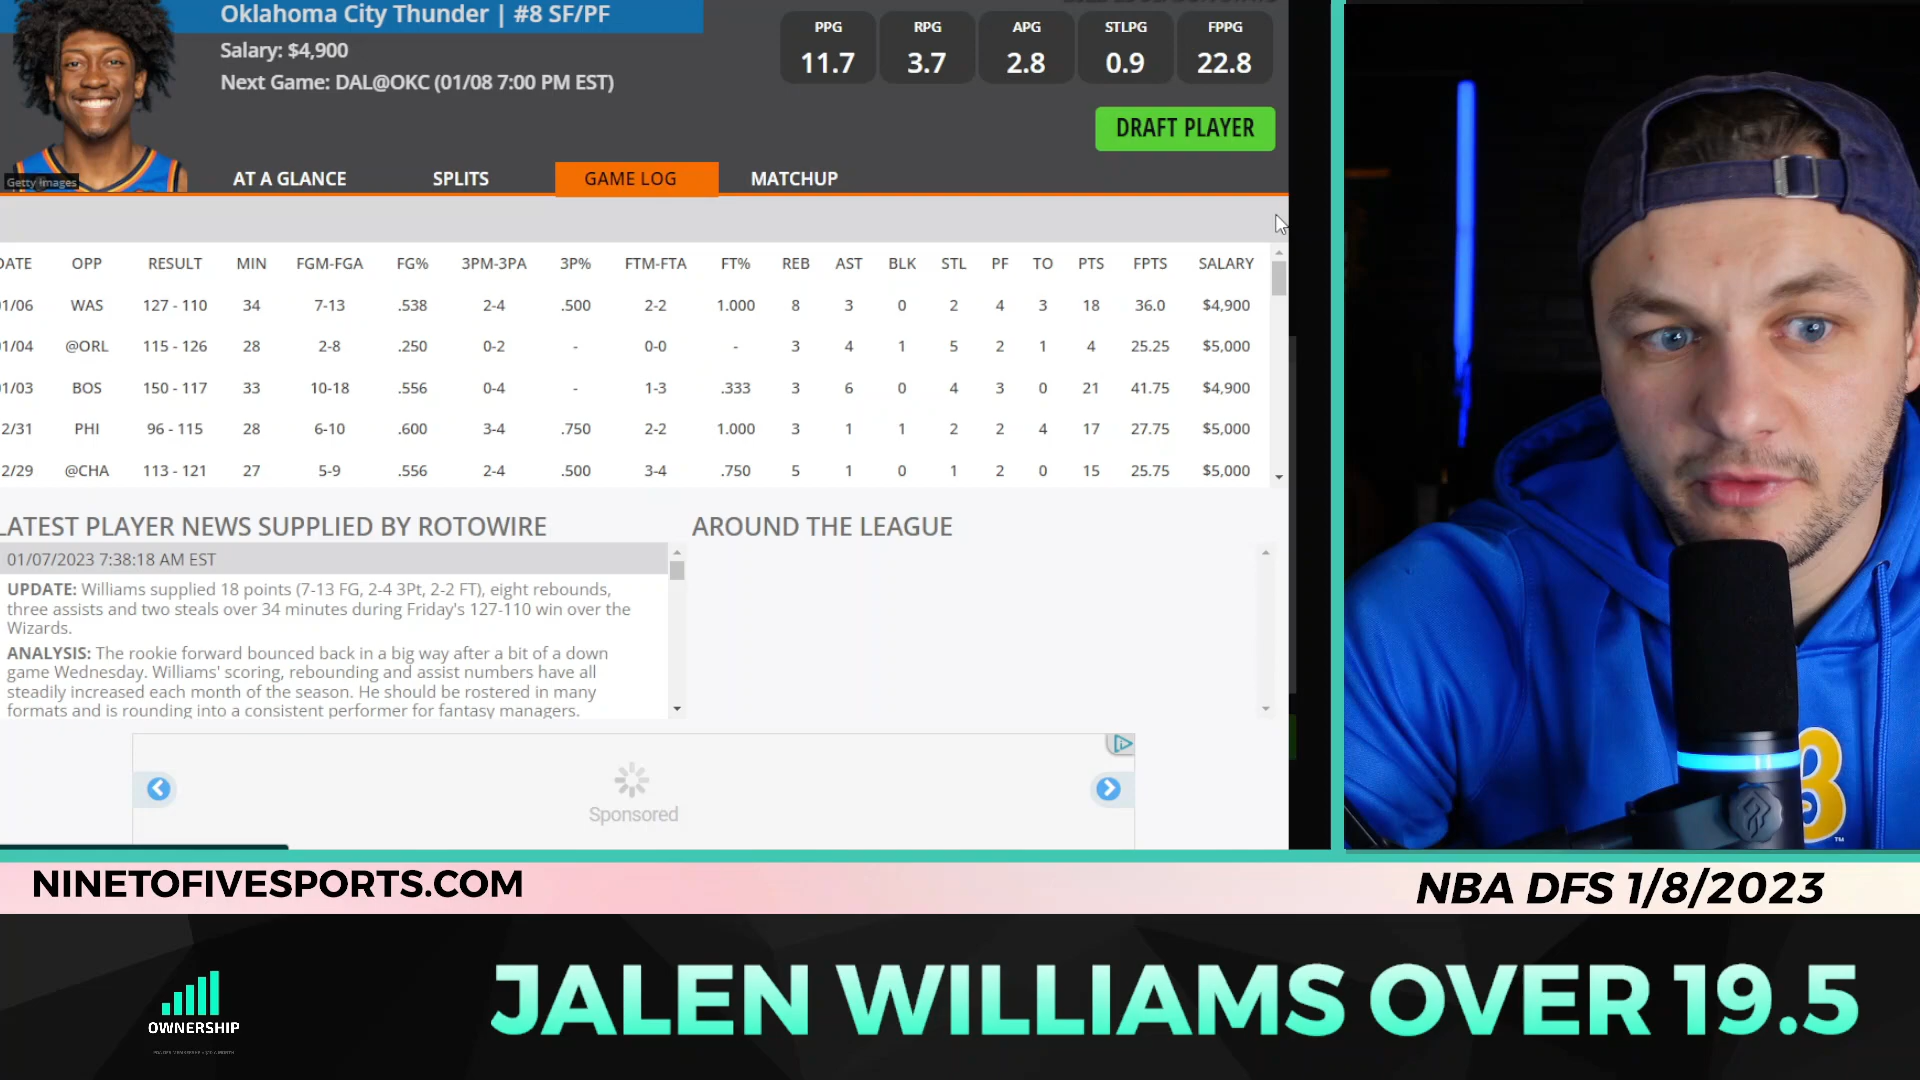 Oklahoma City Thunder | #8 SF/PF
Salary: $4,900
Next Game: DAL@OKC (01/08 7:00 PM EST)
PPG RPG APG STLPG FPPG
11.7 3.7 2.8 0.9 22.8
DRAFT PLAYER
Getty Images
AT A GLANCE SPLITS GAME LOG MATCHUP
DATE OPP RESULT MIN FGM-FGA FG% 3PM-3PA 3P% FTM-FTA FT% REB AST BLK STL PF TO PTS FPTS SALARY
01/06 WAS 127 - 110 34 7-13 .538 2-4 .500 2-2 1.000 8 3 0 2 4 3 18 36.0 $4,900
1/04 @ORL 115 - 126 28 2-8 .250 0-2 - 0-0 - 3 4 1 5 2 1 4 25.25 $5,000
1/03 BOS 150 - 117 33 10-18 .556 0-4 - 1-3 .333 3 6 0 4 3 0 21 41.75 $4,900
2/31 PHI 96 - 115 28 6-10 .600 3-4 .750 2-2 1.000 3 1 1 2 2 4 17 27.75 $5,000
2/29 @CHA 113 - 121 27 5-9 .556 2-4 .500 3-4 .750 5 1 0 1 2 0 15 25.75 $5,000
LATEST PLAYER NEWS SUPPLIED BY ROTOWIRE
AROUND THE LEAGUE
01/07/2023 7:38:18 AM EST
UPDATE: Williams supplied 18 points (7-13 FG, 2-4 3Pt, 2-2 FT), eight rebounds,
three assists and two steals over 34 minutes during Friday's 127-110 win over the
Wizards.
ANALYSIS: The rookie forward bounced back in a big way after a bit of a down
game Wednesday. Williams' scoring, rebounding and assist numbers have all
steadily increased each month of the season. He should be rostered in many
formats and is rounding into a consistent performer for fantasy managers.
Sponsored
3
TM
NINETOFIVESPORTS.COM
NBA DFS 1/8/2023
OWNERSHIP
JALEN WILLIAMS OVER 19.5